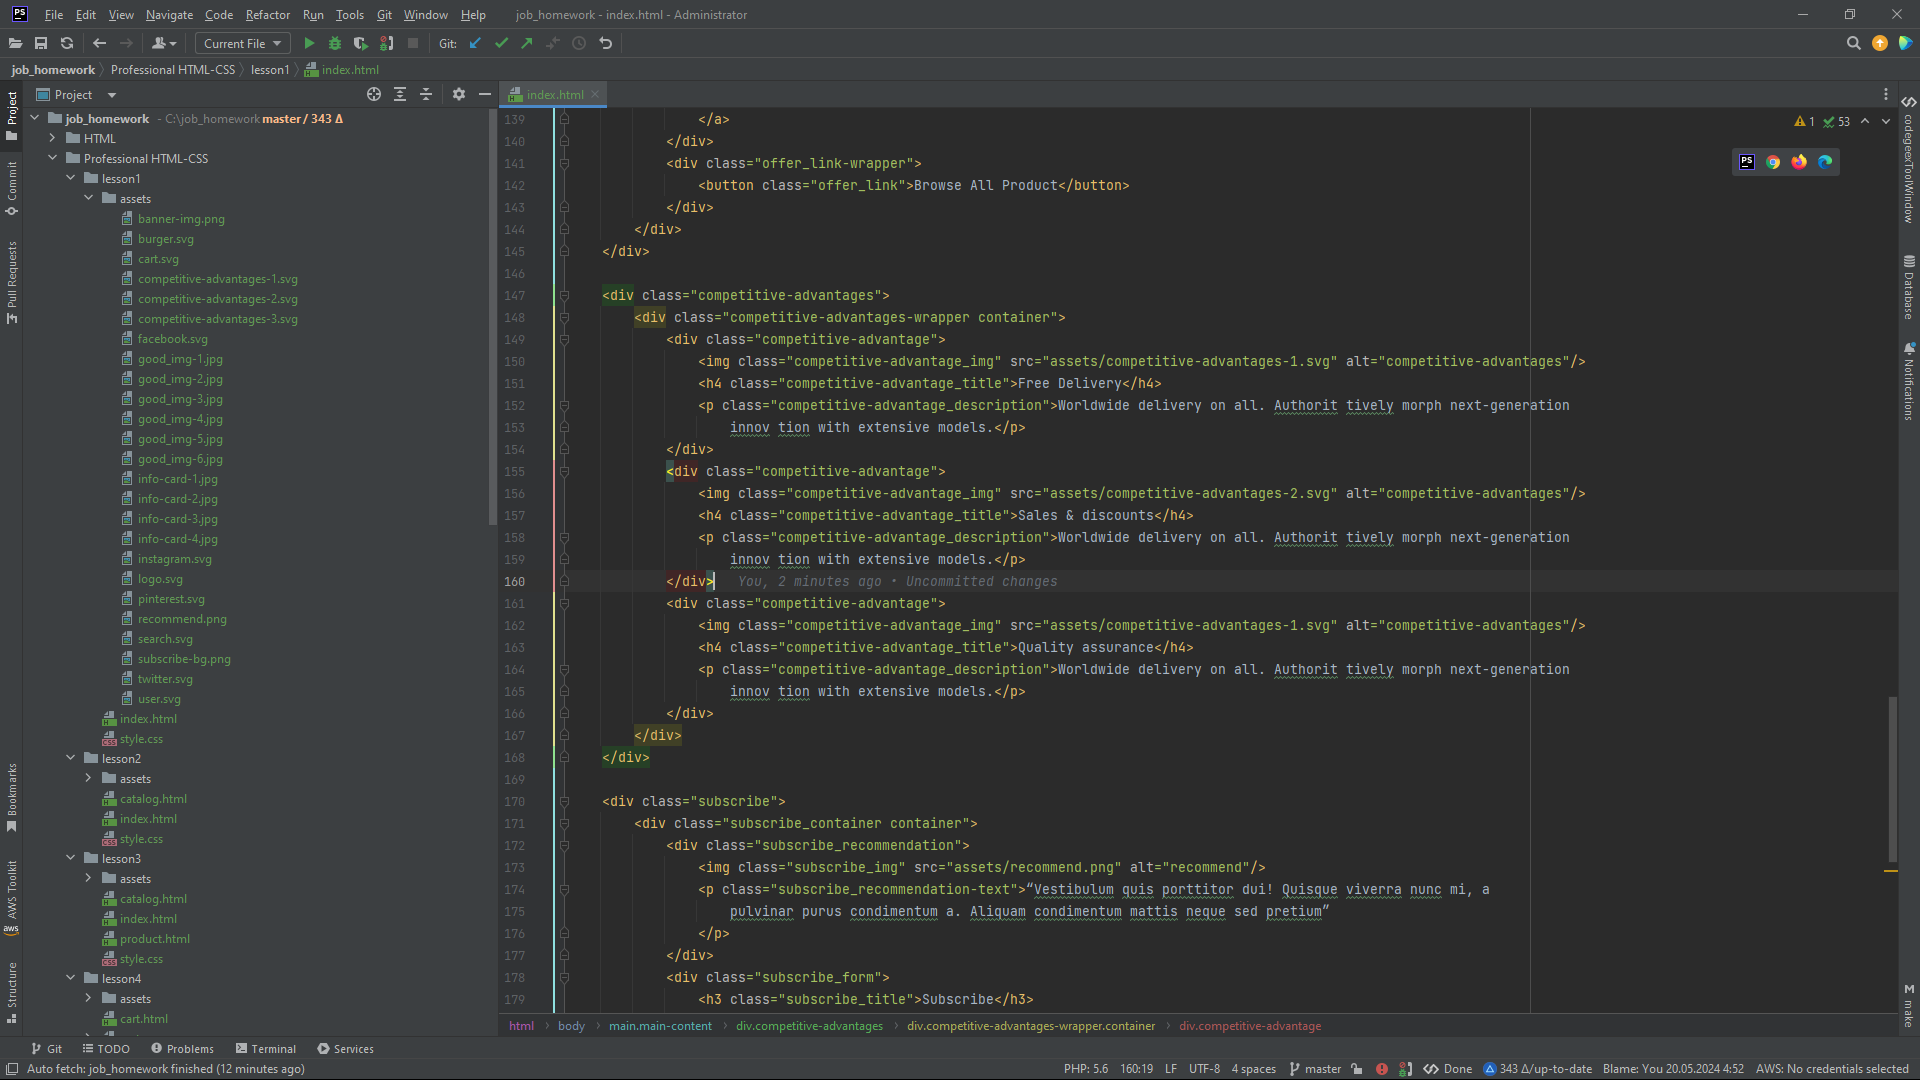 PS File Edit View Navigate Code Refactor Run Tools Git Window Help job_homework - index.html - Administrator
Current File Git:
job_homework Professional HTML-CSS lesson1 index.html
Project
index.html
job_homework - C:\job_homework master / 343 Δ
HTML
Professional HTML-CSS
lesson1
assets
banner-img.png
burger.svg
cart.svg
competitive-advantages-1.svg
competitive-advantages-2.svg
competitive-advantages-3.svg
facebook.svg
good_img-1.jpg
good_img-2.jpg
good_img-3.jpg
good_img-4.jpg
good_img-5.jpg
good_img-6.jpg
info-card-1.jpg
info-card-2.jpg
info-card-3.jpg
info-card-4.jpg
instagram.svg
logo.svg
pinterest.svg
recommend.png
search.svg
subscribe-bg.png
twitter.svg
user.svg
index.html
style.css
lesson2
assets
catalog.html
index.html
style.css
lesson3
assets
catalog.html
index.html
product.html
style.css
lesson4
assets
cart.html
Project
Commit
Pull Requests
Bookmarks
AWS Toolkit
aws
Structure
1 53
PS
139 </a>
140 </div>
141 <div class="offer_link-wrapper">
142 <button class="offer_link">Browse All Product</button>
143 </div>
144 </div>
145 </div>
146
147 <div class="competitive-advantages">
148 <div class="competitive-advantages-wrapper container">
149 <div class="competitive-advantage">
150 <img class="competitive-advantage_img" src="assets/competitive-advantages-1.svg" alt="competitive-advantages"/>
151 <h4 class="competitive-advantage_title">Free Delivery</h4>
152 <p class="competitive-advantage_description">Worldwide delivery on all. Authorit tively morph next-generation
153 innov tion with extensive models.</p>
154 </div>
155 <div class="competitive-advantage">
156 <img class="competitive-advantage_img" src="assets/competitive-advantages-2.svg" alt="competitive-advantages"/>
157 <h4 class="competitive-advantage_title">Sales & discounts</h4>
158 <p class="competitive-advantage_description">Worldwide delivery on all. Authorit tively morph next-generation
159 innov tion with extensive models.</p>
160 </div> You, 2 minutes ago • Uncommitted changes
161 <div class="competitive-advantage">
162 <img class="competitive-advantage_img" src="assets/competitive-advantages-1.svg" alt="competitive-advantages"/>
163 <h4 class="competitive-advantage_title">Quality assurance</h4>
164 <p class="competitive-advantage_description">Worldwide delivery on all. Authorit tively morph next-generation
165 innov tion with extensive models.</p>
166 </div>
167 </div>
168 </div>
169
170 <div class="subscribe">
171 <div class="subscribe_container container">
172 <div class="subscribe_recommendation">
173 <img class="subscribe_img" src="assets/recommend.png" alt="recommend"/>
174 <p class="subscribe_recommendation-text">“Vestibulum quis porttitor dui! Quisque viverra nunc mi, a
175 pulvinar purus condimentum a. Aliquam condimentum mattis neque sed pretium”
176 </p>
177 </div>
178 <div class="subscribe_form">
179 <h3 class="subscribe_title">Subscribe</h3>
codegeexToolWindow
Database
Notifications
M make
html body main.main-content div.competitive-advantages div.competitive-advantages-wrapper.container div.competitive-advantage
Git TODO Problems Terminal Services
Auto fetch: job_homework finished (12 minutes ago) PHP: 5.6 160:19 LF UTF-8 4 spaces master Done 343 Δ/up-to-date Blame: You 20.05.2024 4:52 AWS: No credentials selected